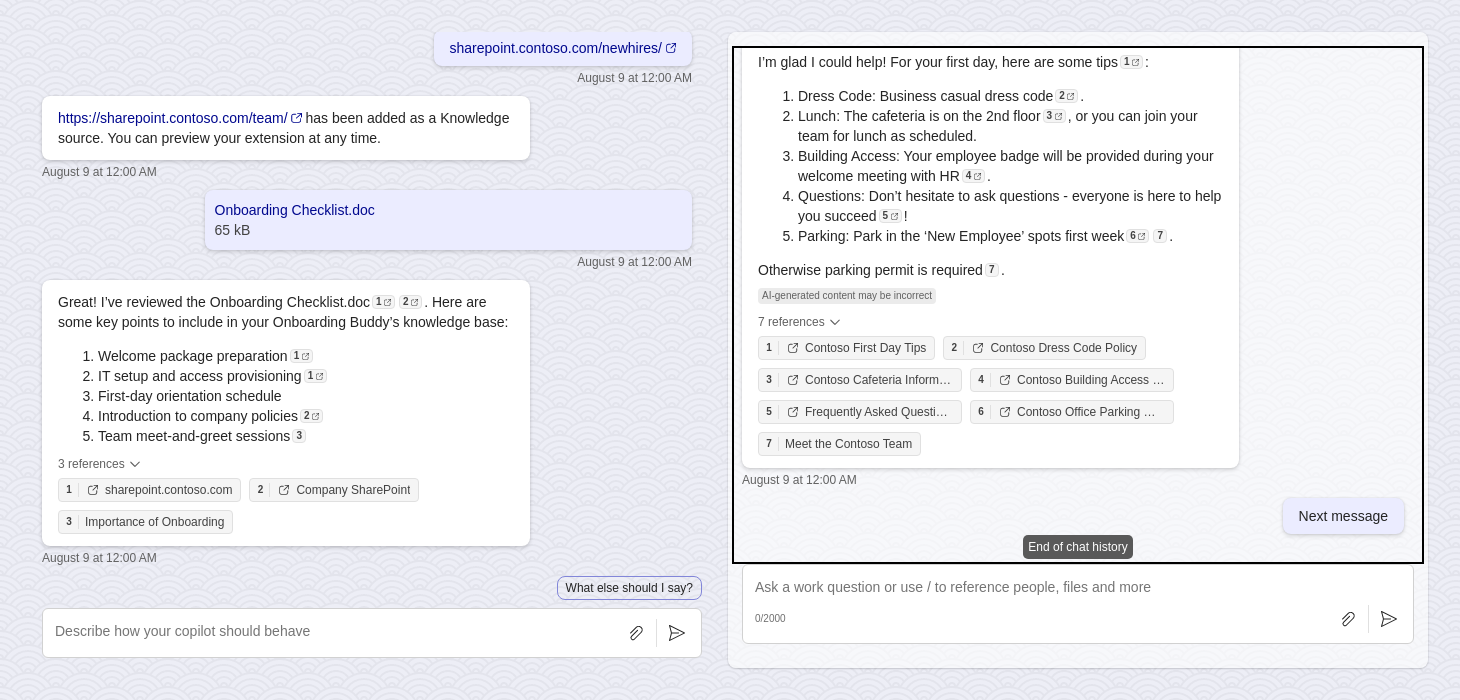 sharepoint.contoso.com/newhires/
August 9 at 12:00 AM
https://sharepoint.contoso.com/team/ has been added as a Knowledge
source. You can preview your extension at any time.
August 9 at 12:00 AM
Onboarding Checklist.doc
65 kB
August 9 at 12:00 AM
Great! I’ve reviewed the Onboarding Checklist.doc 1 2 . Here are
some key points to include in your Onboarding Buddy’s knowledge base:
1. Welcome package preparation 1
2. IT setup and access provisioning 1
3. First-day orientation schedule
4. Introduction to company policies 2
5. Team meet-and-greet sessions 3
3 references
1 sharepoint.contoso.com 2 Company SharePoint
3 Importance of Onboarding
August 9 at 12:00 AM
What else should I say?
Describe how your copilot should behave
I’m glad I could help! For your first day, here are some tips 1 :
1. Dress Code: Business casual dress code 2 .
2. Lunch: The cafeteria is on the 2nd floor 3 , or you can join your
team for lunch as scheduled.
3. Building Access: Your employee badge will be provided during your
welcome meeting with HR 4 .
4. Questions: Don’t hesitate to ask questions - everyone is here to help
you succeed 5 !
5. Parking: Park in the ‘New Employee’ spots first week 6 7 .
Otherwise parking permit is required 7 .
AI-generated content may be incorrect
7 references
1 Contoso First Day Tips 2 Contoso Dress Code Policy
3 Contoso Cafeteria Inform… 4 Contoso Building Access …
5 Frequently Asked Questi… 6 Contoso Office Parking …
7 Meet the Contoso Team
August 9 at 12:00 AM
Next message
End of chat history
Ask a work question or use / to reference people, files and more
0/2000